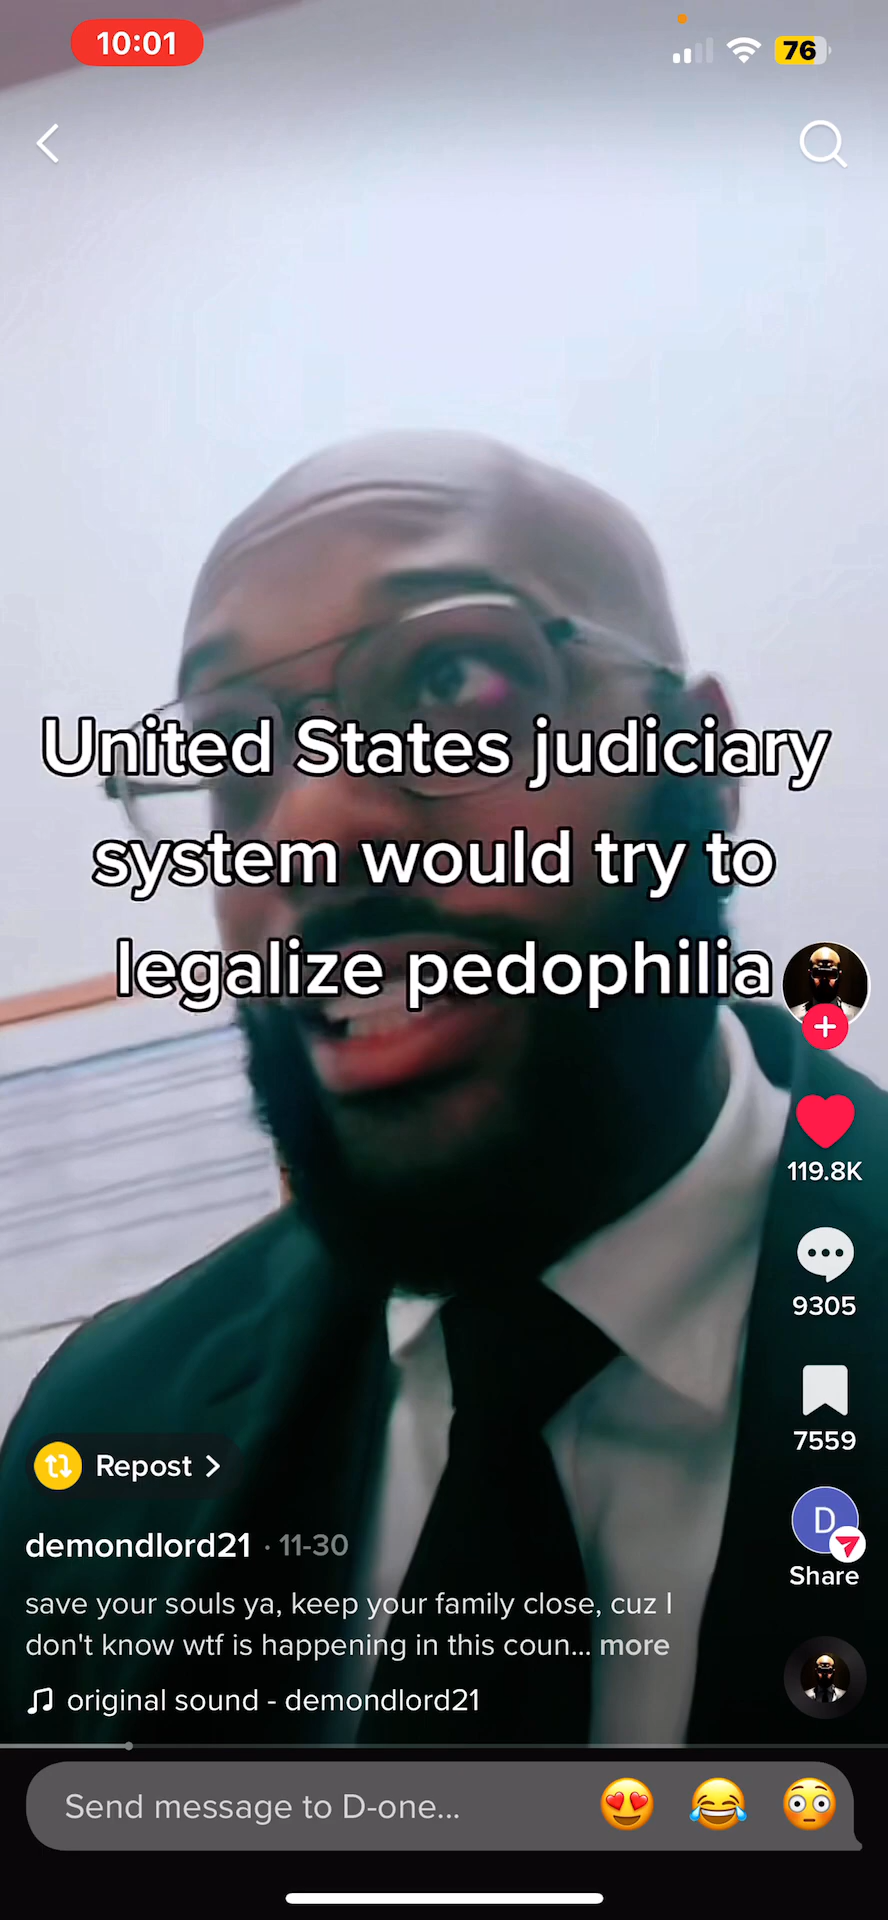 10:01
76
United States judiciary
system would try to
legalize pedophilia
119.8K
9305
7559
Repost
D
Share
demondlord21 · 11-30
save your souls ya, keep your family close, cuz I
don't know wtf is happening in this coun... more
original sound - demondlord21
Send message to D-one...